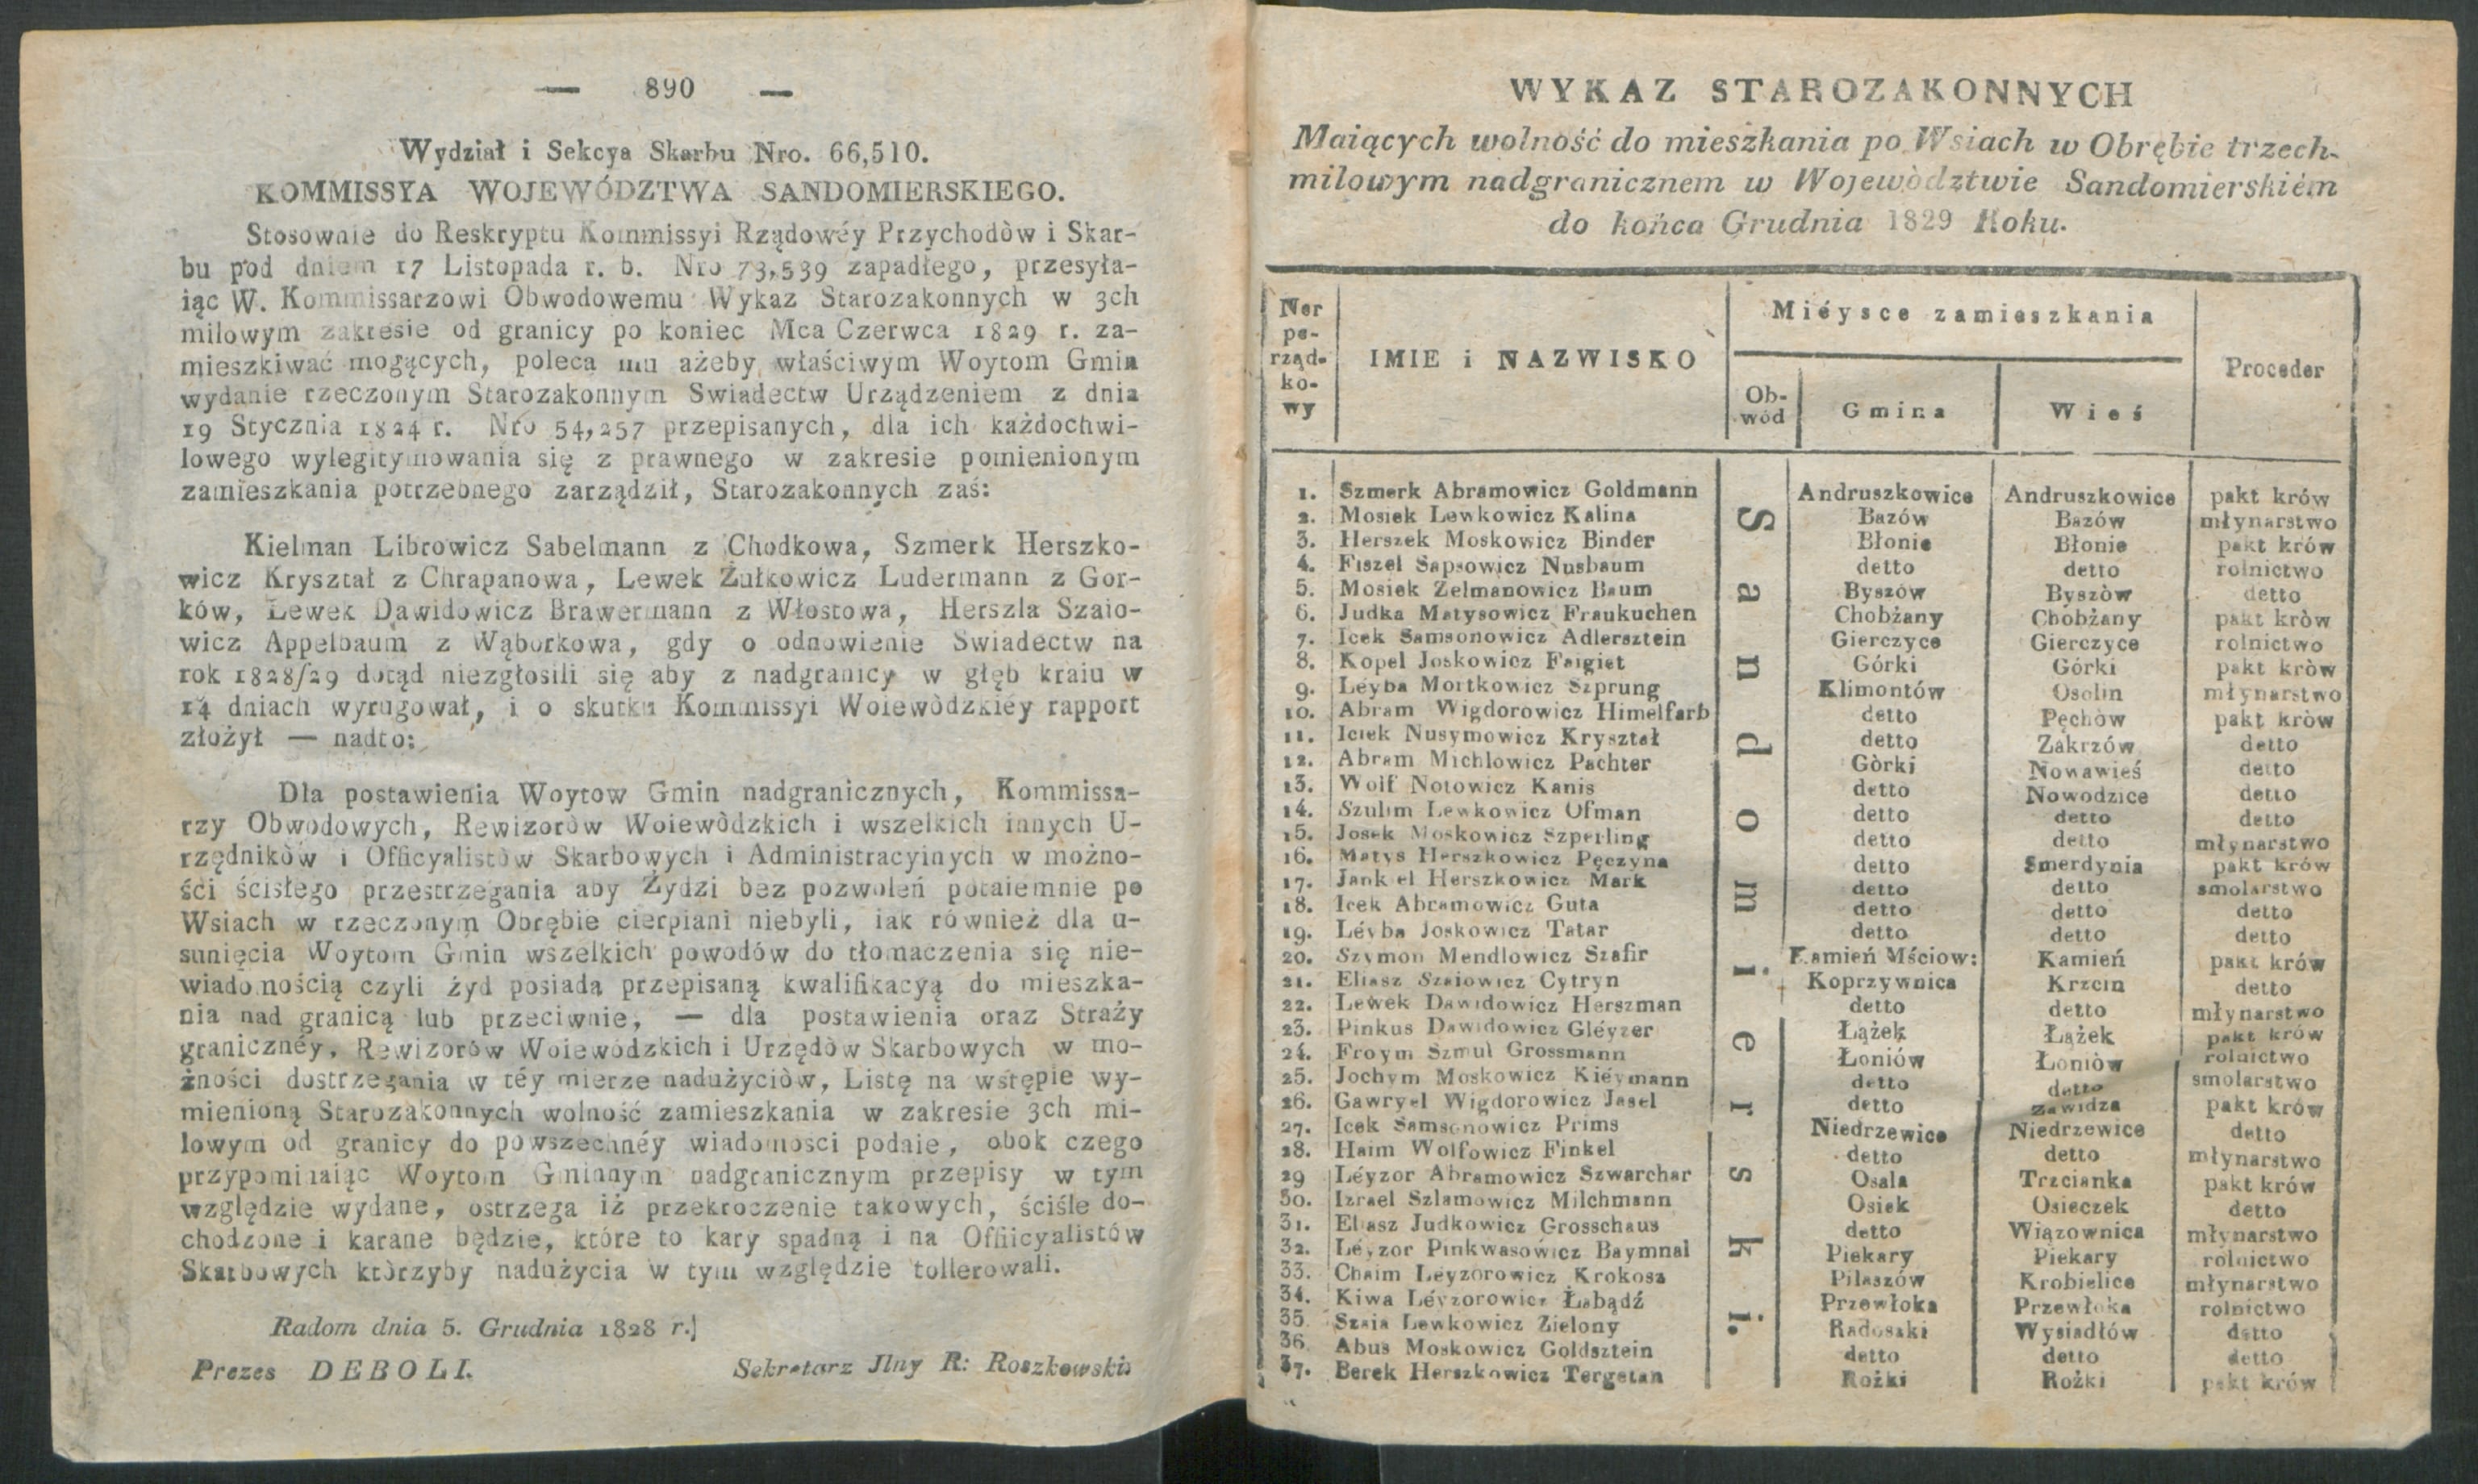 — 890 —
Wydział i Sekcya Skarbu Nro. 66,510.
KOMMISSYA WOJEWÓDZTWA SANDOMIERSKIEGO.
Stosownie do Reskryptu Kommissyi Rządowéy Przychodòw i Skar-
bu pod dniem 17 Listopada r. b. Nro 73,539 zapadłego, przesyła-
iąc W. Kommissarzowi Obwodowemu Wykaz Starozakonnych w 3ch
milowym zakresie od granicy po koniec Mca Czerwca 1829 r. za-
mieszkiwać mogących, poleca mu ażeby właściwym Woytom Gmin
wydanie rzeczonym Starozakonnym Swiadectw Urządzeniem z dnia
19 Stycznia 1824 r. Nro 54,257 przepisanych, dla ich każdochwi-
lowego wylegitymowania się z prawnego w zakresie pomienionym
zamieszkania potrzebnego zarządził, Starozakonnych zaś:
Kielman Librowicz Sabelmann z Chodkowa, Szmerk Herszko-
wicz Kryształ z Chrapanowa, Lewek Żułkowicz Ludermann z Gor-
ków, Lewek Dawidowicz Brawermann z Włostowa, Herszla Szaio-
wicz Appelbaum z Wąborkowa, gdy o odnowienie Swiadectw na
rok 1828/29 dotąd niezgłosili się aby z nadgranicy w głęb kraiu w
14 dniach wyrugował, i o skutku Kommissyi Woiewòdzkiéy rapport
złożył — nadto:
Dla postawienia Woytow Gmin nadgranicznych, Kommissa-
rzy Obwodowych, Rewizorów Woiewòdzkich i wszelkich innych U-
rzędników i Officyalistòw Skarbowych i Administracyinych w możno-
ści ścisłego przestrzegania aby Żydzi bez pozwoleń potaiemnie po
Wsiach w rzeczonym Obrębie cierpiani niebyli, iak również dla u-
sunięcia Woytom Gmin wszelkich powodów do tłomaczenia się nie-
wiadomością czyli żyd posiada przepisaną kwalifikacyą do mieszka-
nia nad granicą lub przeciwnie, — dla postawienia oraz Straży
granicznéy, Rewizorów Woiewódzkich i Urzędòw Skarbowych w mo-
żności dostrzegania w téy mierze nadużyciòw, Listę na wstępie wy-
mienioną Starozakonnych wolność zamieszkania w zakresie 3ch mi-
lowym od granicy do powszechnéy wiadomości podaie, obok czego
przypominaiąc Woytom Gminnym nadgranicznym przepisy w tym
względzie wydane, ostrzega iż przekroczenie takowych, ściśle do-
chodzone i karane będzie, które to kary spadną i na Offiicyalistów
Skarbowych ktòrzyby nadużycia w tym względzie tollerowali.
Radom dnia 5. Grudnia 1828 r.
Prezes DEBOLI. Sekretarz Jlny R: Roszkowski.
WYKAZ STAROZAKONNYCH
Maiących wolność do mieszkania po Wsiach w Obrębie trzech-
milowym nadgranicznem w Wojewòdztwie Sandomierskiém
do końca Grudnia 1829 Roku.
Ner po-rząd-ko-wy | IMIE i NAZWISKO | Miéysce zamieszkania | Proceder
Ob-wód | Gmina | Wieś
Sandomierski.
1. Szmerk Abramowicz Goldmann Andruszkowice Andruszkowice pakt krów
2. Mosiek Lewkowicz Kalina Bazów Bazów młynarstwo
3. Herszek Moskowicz Binder Błonie Błonie pakt krów
4. Fiszel Sapsowicz Nusbaum detto detto rolnictwo
5. Mosiek Zelmanowicz Baum Byszów Byszòw detto
6. Judka Matysowicz Fraukuchen Chobżany Chobżany pakt kròw
7. Icek Samsonowicz Adlersztein Gierczyce Gierczyce rolnictwo
8. Kopel Joskowicz Faigiet Górki Górki pakt kròw
9. Leyba Mortkowicz Szprung Klimontów Osolin młynarstwo
10. Abram Wigdorowicz Himelfarb detto Pęchòw pakt kròw
11. Iciek Nusymowicz Kryształ detto Zakrzów detto
12. Abram Michlowicz Pachter Gòrki Nowawieś detto
13. Wolf Notowicz Kanis detto Nowodzice detto
14. Szulim Lewkowicz Ofman detto detto detto
15. Josek Moskowicz Szperling detto detto młynarstwo
16. Matys Herszkowicz Pęczyna detto Smerdynia pakt krów
17. Jankel Herszkowicz Mark detto detto smolarstwo
18. Icek Abramowicz Guta detto detto detto
19. Léyba Joskowicz Tatar detto detto detto
20. Szymon Mendlowicz Szafir Kamień Mściow: Kamień pakt krów
21. Eliasz Szaiowicz Cytryn Koprzywnica Krzcin detto
22. Lewek Dawidowicz Herszman detto detto młynarstwo
23. Pinkus Dawidowicz Gléyzer Łążek Łążek pakt krów
24. Froym Szmul Grossmann Łoniów Łoniòw rolnictwo
25. Jochym Moskowicz Kiéymann detto detto smolarstwo
26. Gawryel Wigdorowicz Jasel detto Zawidza pakt krów
27. Icek Samsonowicz Prims Niedrzewice Niedrzewice detto
28. Haim Wolfowicz Finkel detto detto młynarstwo
29 Léyzor Abramowicz Szwarchar Osala Trzcianka pakt krów
30. Izrael Szlamowicz Milchmann Osiek Osieczek detto
31. Eliasz Judkowicz Grosschaus detto Wiązownica młynarstwo
32. Léyzor Pinkwasowicz Baymnal Piekary Piekary rolnictwo
33. Chaim Leyzorowicz Krokosz Pilaszów Krobielice młynarstwo
34. Kiwa Léyzorowicz Łabądź Przewłoka Przewłoka rolnictwo
35. Szaia Lewkowicz Zielony Radoszki Wysiadłów detto
36 Abus Moskowicz Goldsztein detto detto detto
37. Berek Herszkowicz Tergetan Rożki Rożki pakt krów